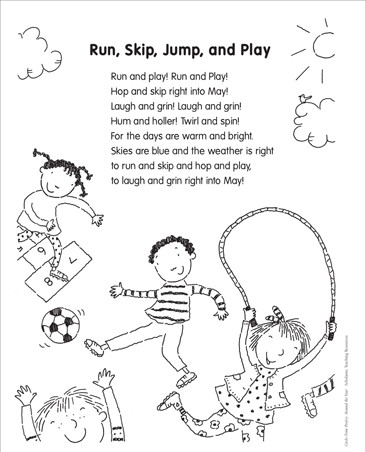 Run, Skip, Jump, and Play
Run and play! Run and Play!
Hop and skip right into May!
Laugh and grin! Laugh and grin!
Hum and holler! Twirl and spin!
For the days are warm and bright.
Skies are blue and the weather is right
to run and skip and hop and play,
to laugh and grin right into May!
8
Scholastic Teaching Resources